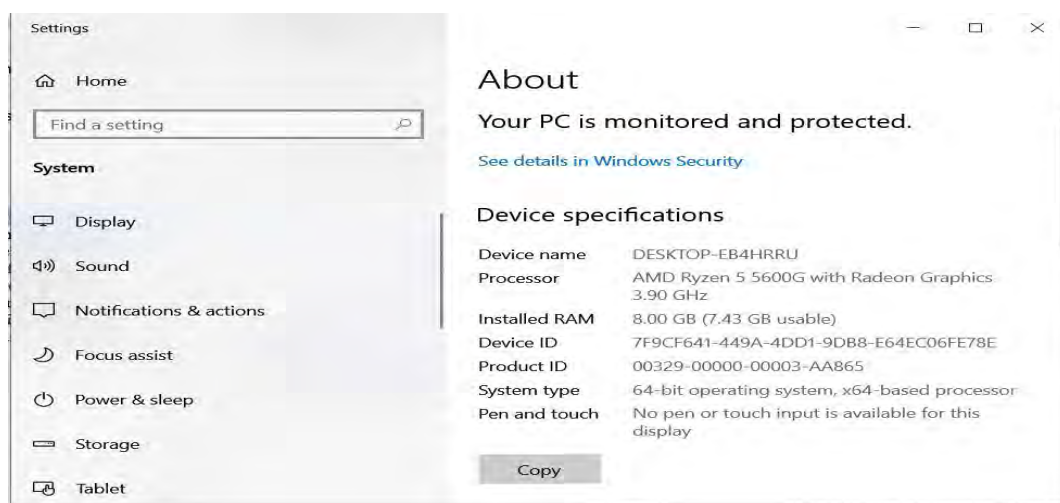 Settings
Home
Find a setting
System
Display
Sound
Notifications & actions
Focus assist
Power & sleep
Storage
Tablet
About
Your PC is monitored and protected.
See details in Windows Security
Device specifications
Device name DESKTOP-EB4HRRU
Processor AMD Ryzen 5 5600G with Radeon Graphics
3.90 GHz
Installed RAM 8.00 GB (7.43 GB usable)
Device ID 7F9CF641-449A-4DD1-9DB8-E64EC06FE78E
Product ID 00329-00000-00003-AA865
System type 64-bit operating system, x64-based processor
Pen and touch No pen or touch input is available for this
display
Copy